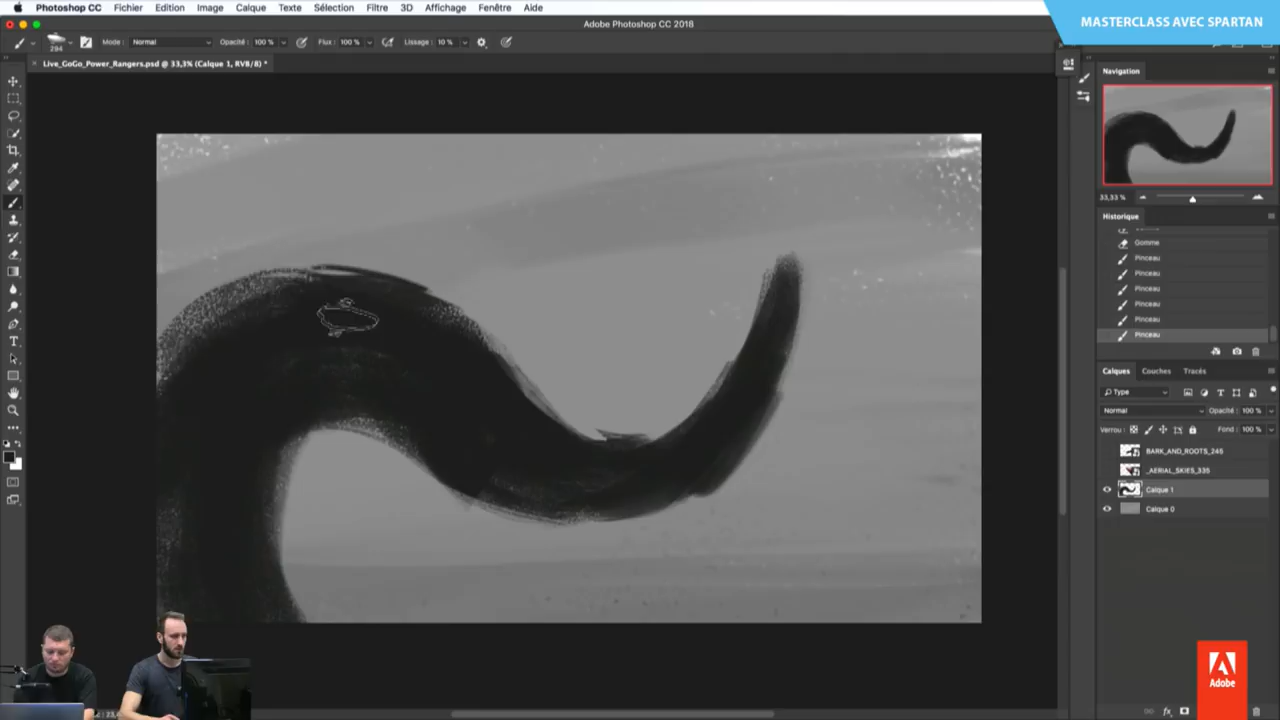 Photoshop CC Fichier Edition Image Calque Texte Sélection Filtre 3D Affichage Fenêtre Aide
MASTERCLASS AVEC SPARTAN
Adobe Photoshop CC 2018
294 Mode : Normal Opacité : 100 % Flux : 100 % Lissage : 10 %
Live_GoGo_Power_Rangers.psd @ 33,3% (Calque 1, RVB/8) *
Navigation
33,33 %
Historique
Gomme
Pinceau
Pinceau
Pinceau
Pinceau
Pinceau
Pinceau
Calques Couches Tracés
Type
Normal Opacité : 100 %
Verrou : Fond : 100 %
BARK_AND_ROOTS_246
_AERIAL_SKIES_335
Calque 1
Calque 0
Adobe